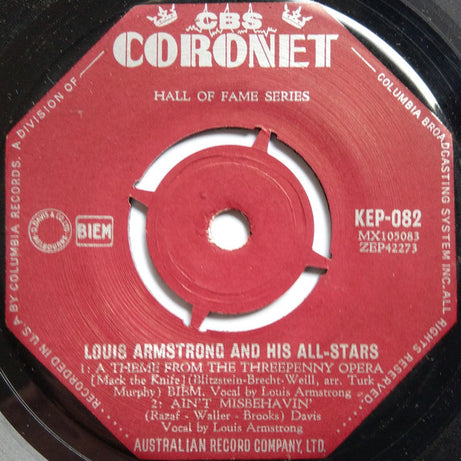 CBS
CORONET
HALL OF FAME SERIES
KEP-082
MX105083
ZEP42273
BIEM
LOUIS ARMSTRONG AND HIS ALL-STARS
1: A THEME FROM THE THREEPENNY OPERA
[Mack the Knife] (Blitzstein-Brecht-Weill, arr. Turk
Murphy) BIEM. Vocal by Louis Armstrong
2: AIN'T MISBEHAVIN'
(Razaf - Waller - Brooks) Davis
Vocal by Louis Armstrong
AUSTRALIAN RECORD COMPANY, LTD.
RECORDED IN U.S.A. BY COLUMBIA RECORDS. A DIVISION OF
COLUMBIA BROADCASTING SYSTEM INC. ALL RIGHTS RESERVED